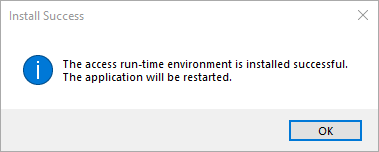 Install Success
The access run-time environment is installed successful.
The application will be restarted.
OK